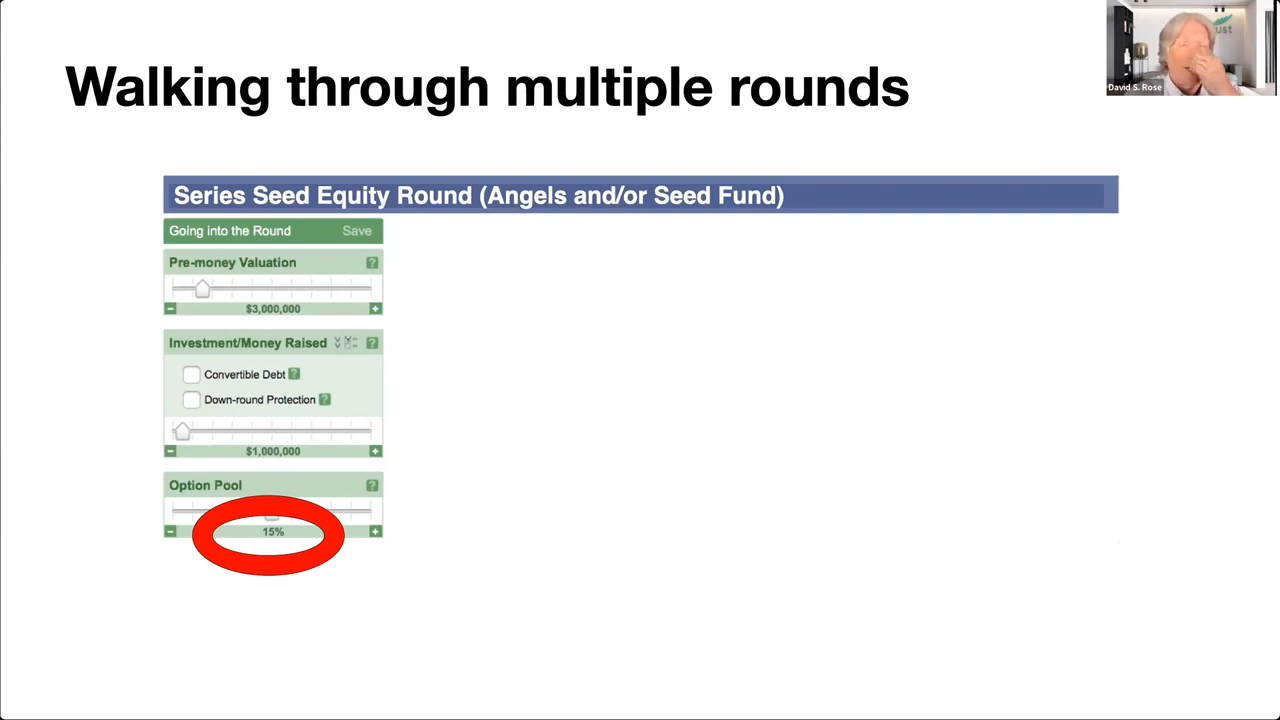 Walking through multiple rounds
David S. Rose
Series Seed Equity Round (Angels and/or Seed Fund)
Going into the Round Save
Pre-money Valuation ?
- $3,000,000 +
Investment/Money Raised ?
Convertible Debt ?
Down-round Protection ?
- $1,000,000 +
Option Pool ?
- 15% +